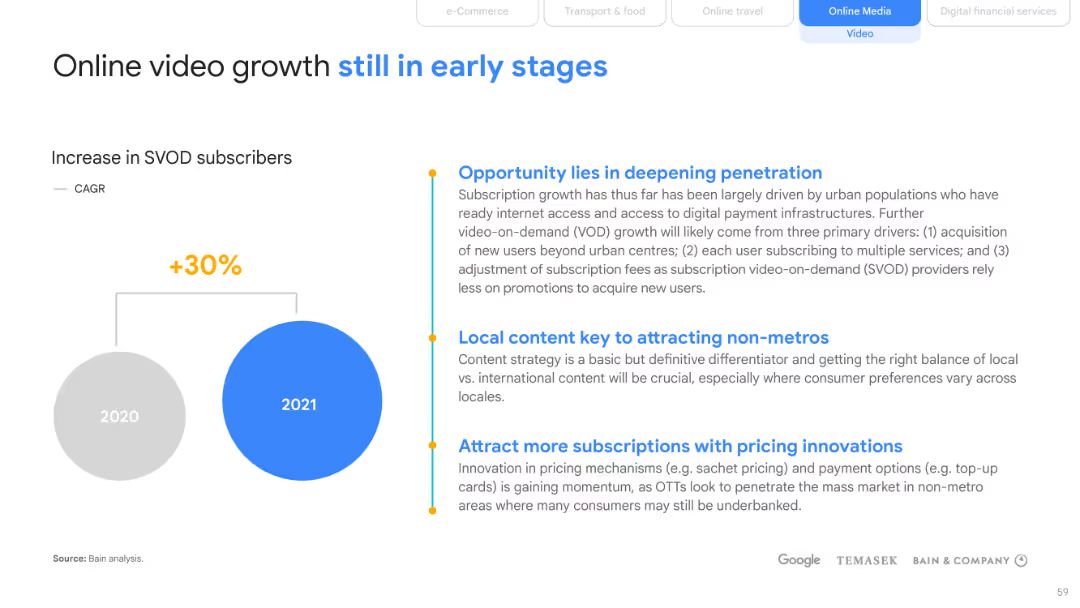 e-Commerce
Transport & food
Online travel
Online Media
Digital financial services
Video
Online video growth still in early stages
Increase in SVOD subscribers
CAGR
+30%
2020
2021
Opportunity lies in deepening penetration
Subscription growth has thus far has been largely driven by urban populations who have
ready internet access and access to digital payment infrastructures. Further
video-on-demand (VOD) growth will likely come from three primary drivers: (1) acquisition
of new users beyond urban centres; (2) each user subscribing to multiple services; and (3)
adjustment of subscription fees as subscription video-on-demand (SVOD) providers rely
less on promotions to acquire new users.
Local content key to attracting non-metros
Content strategy is a basic but definitive differentiator and getting the right balance of local
vs. international content will be crucial, especially where consumer preferences vary across
locales.
Attract more subscriptions with pricing innovations
Innovation in pricing mechanisms (e.g. sachet pricing) and payment options (e.g. top-up
cards) is gaining momentum, as OTTs look to penetrate the mass market in non-metro
areas where many consumers may still be underbanked.
Source: Bain analysis.
Google
TEMASEK
BAIN & COMPANY
59